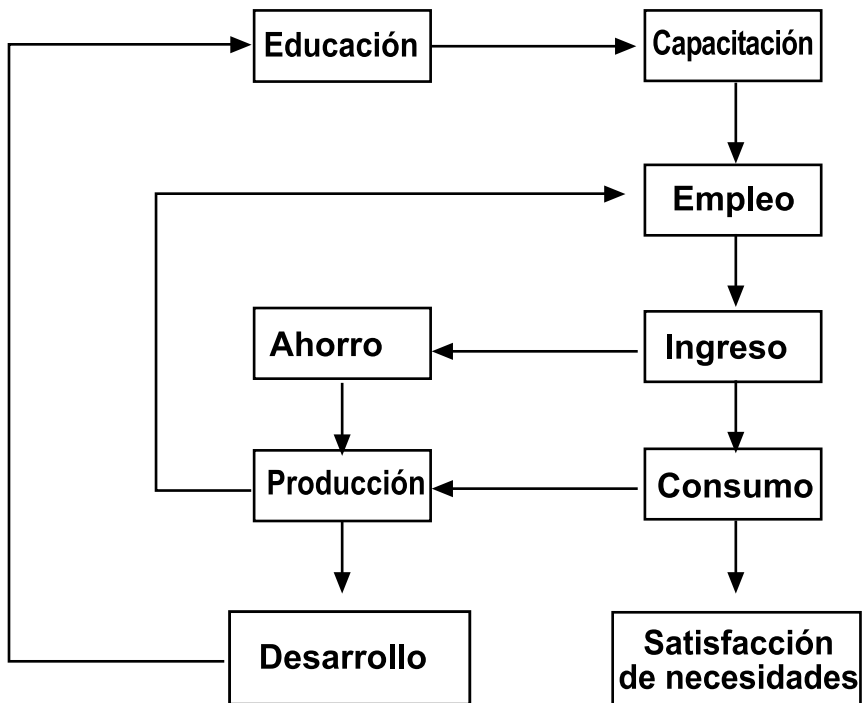 Educación
Capacitación
Empleo
Ahorro
Ingreso
Producción
Consumo
Desarrollo
Satisfacción
de necesidades